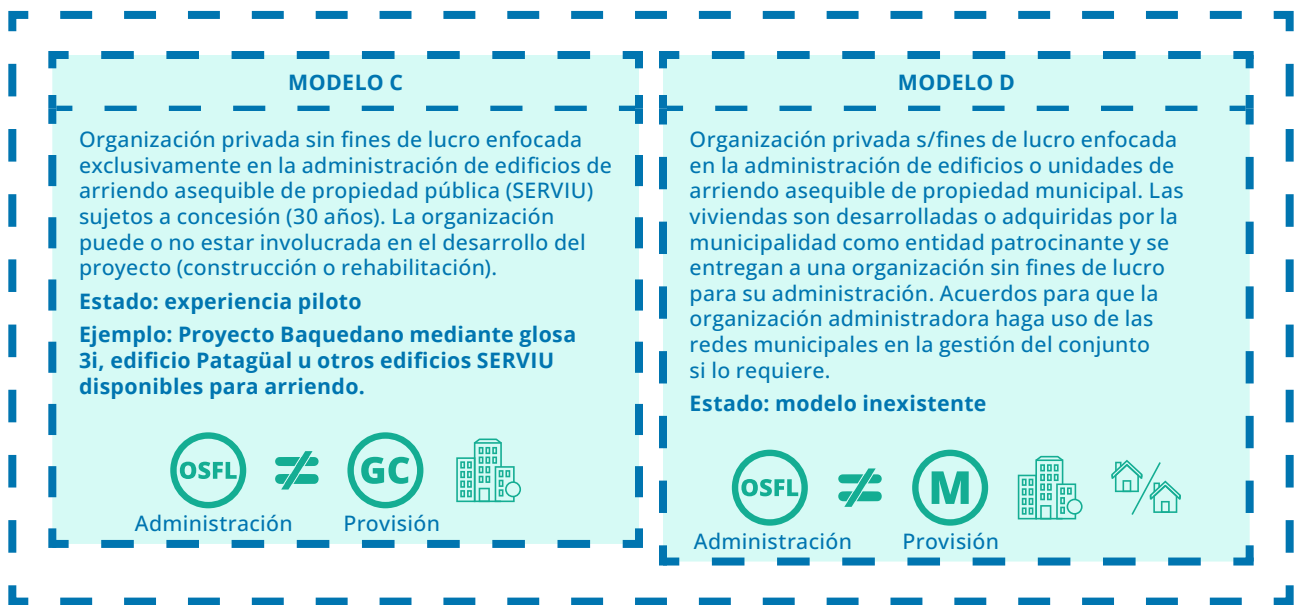 MODELO C
Organización privada sin fines de lucro enfocada
exclusivamente en la administración de edificios de
arriendo asequible de propiedad pública (SERVIU)
sujetos a concesión (30 años). La organización
puede o no estar involucrada en el desarrollo del
proyecto (construcción o rehabilitación).
Estado: experiencia piloto
Ejemplo: Proyecto Baquedano mediante glosa
3i, edificio Patagüal u otros edificios SERVIU
disponibles para arriendo.
OSFL ≠ GC
Administración Provisión
MODELO D
Organización privada s/fines de lucro enfocada
en la administración de edificios o unidades de
arriendo asequible de propiedad municipal. Las
viviendas son desarrolladas o adquiridas por la
municipalidad como entidad patrocinante y se
entregan a una organización sin fines de lucro
para su administración. Acuerdos para que la
organización administradora haga uso de las
redes municipales en la gestión del conjunto
si lo requiere.
Estado: modelo inexistente
OSFL ≠ M
Administración Provisión